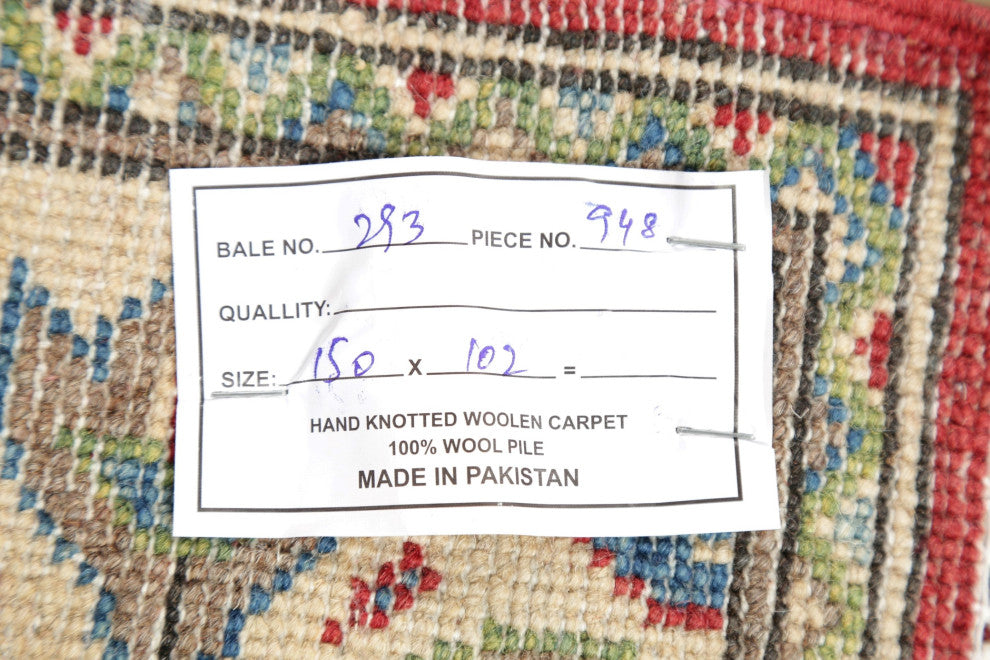 BALE NO. 293 PIECE NO. 948
QUALLITY:
SIZE: 150 X 102 =
HAND KNOTTED WOOLEN CARPET
100% WOOL PILE
MADE IN PAKISTAN